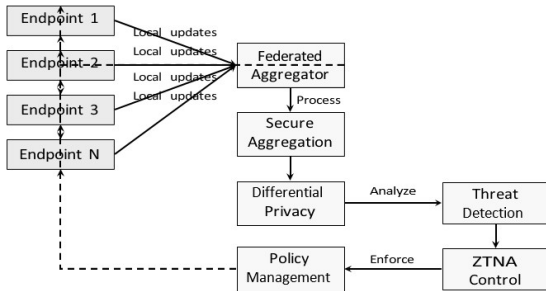 Endpoint 1
Local updates
Endpoint 2
Local updates
Federated
Aggregator
Local updates
Endpoint 3
Local updates
Process
Secure
Aggregation
Endpoint N
Differential
Privacy
Analyze
Threat
Detection
Policy
Management
Enforce
ZTNA
Control